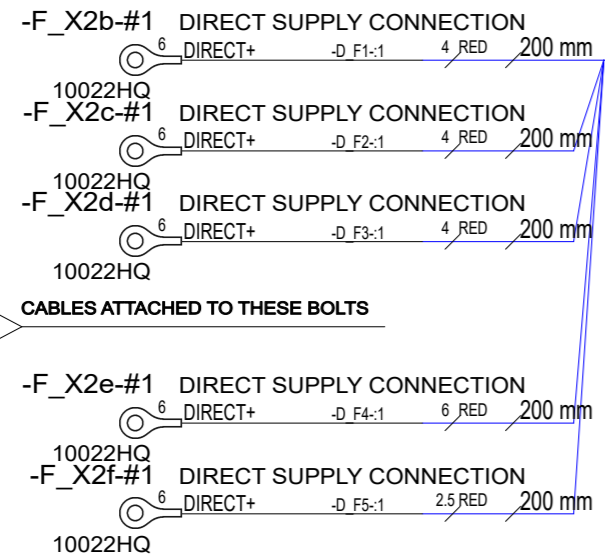 -F_X2b-#1 DIRECT SUPPLY CONNECTION
6 DIRECT+ -D_F1-:1 4 RED 200 mm
10022HQ
-F_X2c-#1 DIRECT SUPPLY CONNECTION
6 DIRECT+ -D_F2-:1 4 RED 200 mm
10022HQ
-F_X2d-#1 DIRECT SUPPLY CONNECTION
6 DIRECT+ -D_F3-:1 4 RED 200 mm
10022HQ
CABLES ATTACHED TO THESE BOLTS
-F_X2e-#1 DIRECT SUPPLY CONNECTION
6 DIRECT+ -D_F4-:1 6 RED 200 mm
10022HQ
-F_X2f-#1 DIRECT SUPPLY CONNECTION
6 DIRECT+ -D_F5-:1 2.5 RED 200 mm
10022HQ